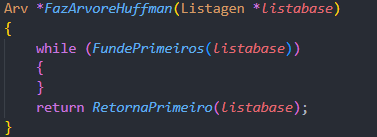 Arv *FazArvoreHuffman(Listagen *listabase)
{
    while (FundePrimeiros(listabase))
    {
    }
    return RetornaPrimeiro(listabase);
}